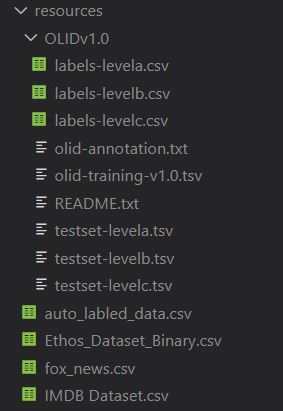 resources
OLIDv1.0
labels-levela.csv
labels-levelb.csv
labels-levelc.csv
olid-annotation.txt
olid-training-v1.0.tsv
README.txt
testset-levela.tsv
testset-levelb.tsv
testset-levelc.tsv
auto_labled_data.csv
Ethos_Dataset_Binary.csv
fox_news.csv
IMDB Dataset.csv